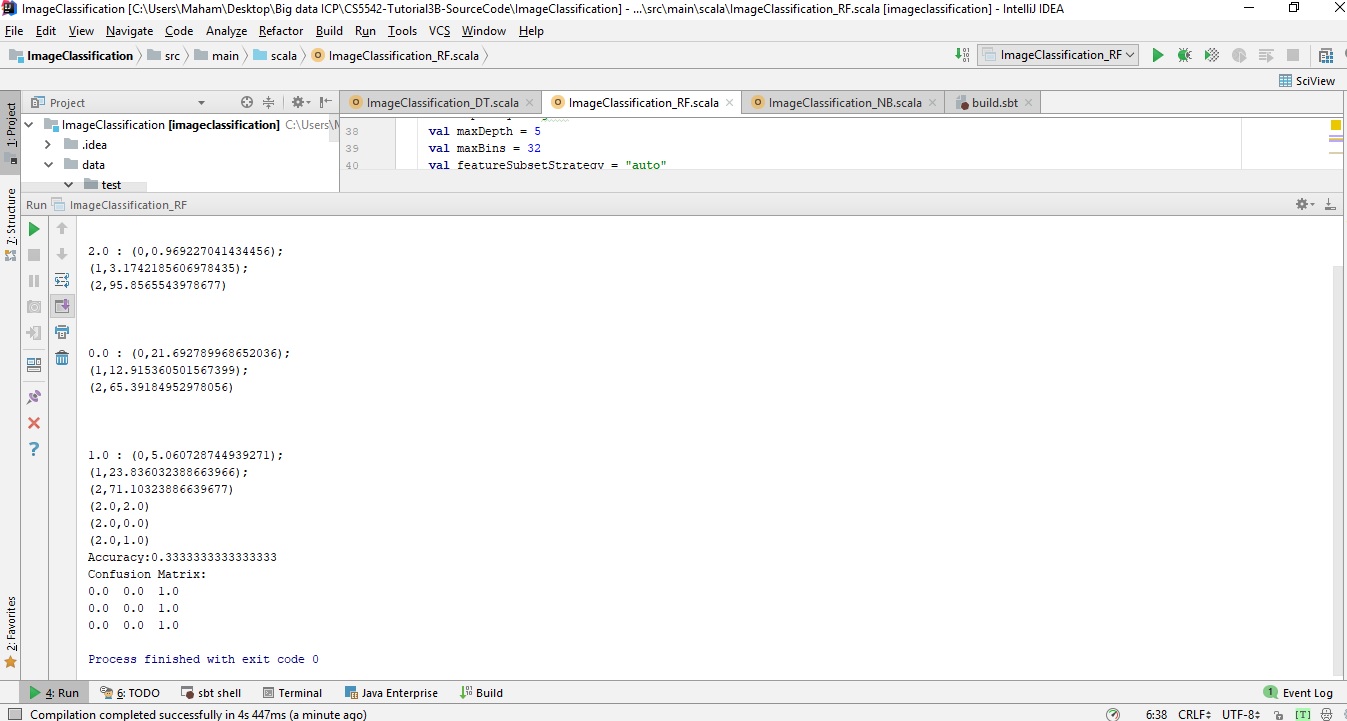 ImageClassification [C:\Users\Maham\Desktop\Big data ICP\CS5542-Tutorial3B-SourceCode\ImageClassification] - ...\src\main\scala\ImageClassification_RF.scala [imageclassification] - IntelliJ IDEA
File Edit View Navigate Code Analyze Refactor Build Run Tools VCS Window Help
ImageClassification src main scala ImageClassification_RF.scala ImageClassification_RF
SciView
1: Project
Project ImageClassification_DT.scala ImageClassification_RF.scala ImageClassification_NB.scala build.sbt
ImageClassification [imageclassification] C:\Users\
.idea
data
test
38 val maxDepth = 5
39 val maxBins = 32
40 val featureSubsetStrategy = "auto"
7: Structure
Run ImageClassification_RF
2.0 : (0,0.969227041434456);
(1,3.1742185606978435);
(2,95.8565543978677)
0.0 : (0,21.692789968652036);
(1,12.915360501567399);
(2,65.39184952978056)
1.0 : (0,5.060728744939271);
(1,23.836032388663966);
(2,71.10323886639677)
(2.0,2.0)
(2.0,0.0)
(2.0,1.0)
Accuracy:0.3333333333333333
Confusion Matrix:
0.0 0.0 1.0
0.0 0.0 1.0
0.0 0.0 1.0
Process finished with exit code 0
2: Favorites
4: Run 6: TODO sbt shell Terminal Java Enterprise Build 1 Event Log
Compilation completed successfully in 4s 447ms (a minute ago) 6:38 CRLF UTF-8 [T]